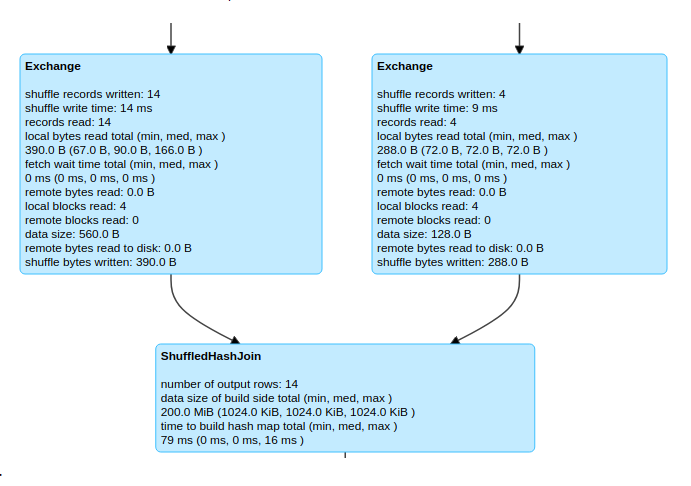 Exchange
shuffle records written: 14
shuffle write time: 14 ms
records read: 14
local bytes read total (min, med, max )
390.0 B (67.0 B, 90.0 B, 166.0 B )
fetch wait time total (min, med, max )
0 ms (0 ms, 0 ms, 0 ms )
remote bytes read: 0.0 B
local blocks read: 4
remote blocks read: 0
data size: 560.0 B
remote bytes read to disk: 0.0 B
shuffle bytes written: 390.0 B
Exchange
shuffle records written: 4
shuffle write time: 9 ms
records read: 4
local bytes read total (min, med, max )
288.0 B (72.0 B, 72.0 B, 72.0 B )
fetch wait time total (min, med, max )
0 ms (0 ms, 0 ms, 0 ms )
remote bytes read: 0.0 B
local blocks read: 4
remote blocks read: 0
data size: 128.0 B
remote bytes read to disk: 0.0 B
shuffle bytes written: 288.0 B
ShuffledHashJoin
number of output rows: 14
data size of build side total (min, med, max )
200.0 MiB (1024.0 KiB, 1024.0 KiB, 1024.0 KiB )
time to build hash map total (min, med, max )
79 ms (0 ms, 0 ms, 16 ms )